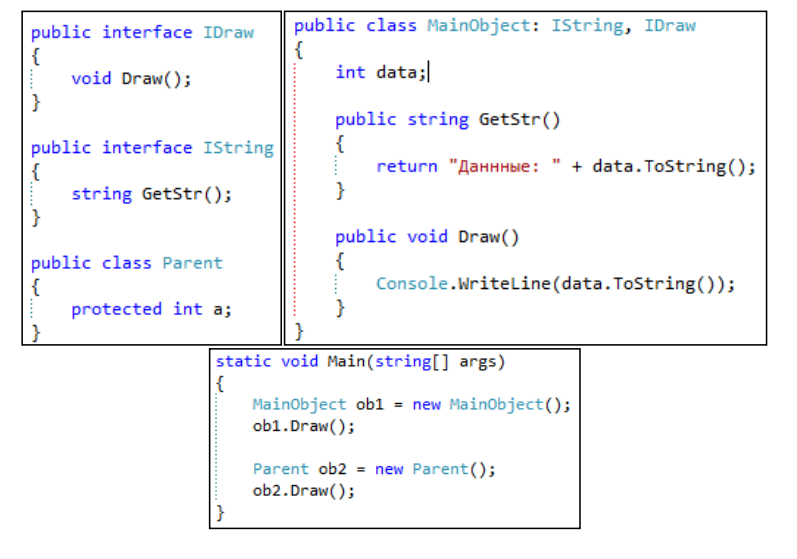 public interface IDraw
{
void Draw();
}
public interface IString
{
string GetStr();
}
public class Parent
{
protected int a;
}
public class MainObject: IString, IDraw
{
int data;
public string GetStr()
{
return "Даннные: " + data.ToString();
}
public void Draw()
{
Console.WriteLine(data.ToString());
}
}
static void Main(string[] args)
{
MainObject ob1 = new MainObject();
ob1.Draw();
Parent ob2 = new Parent();
ob2.Draw();
}